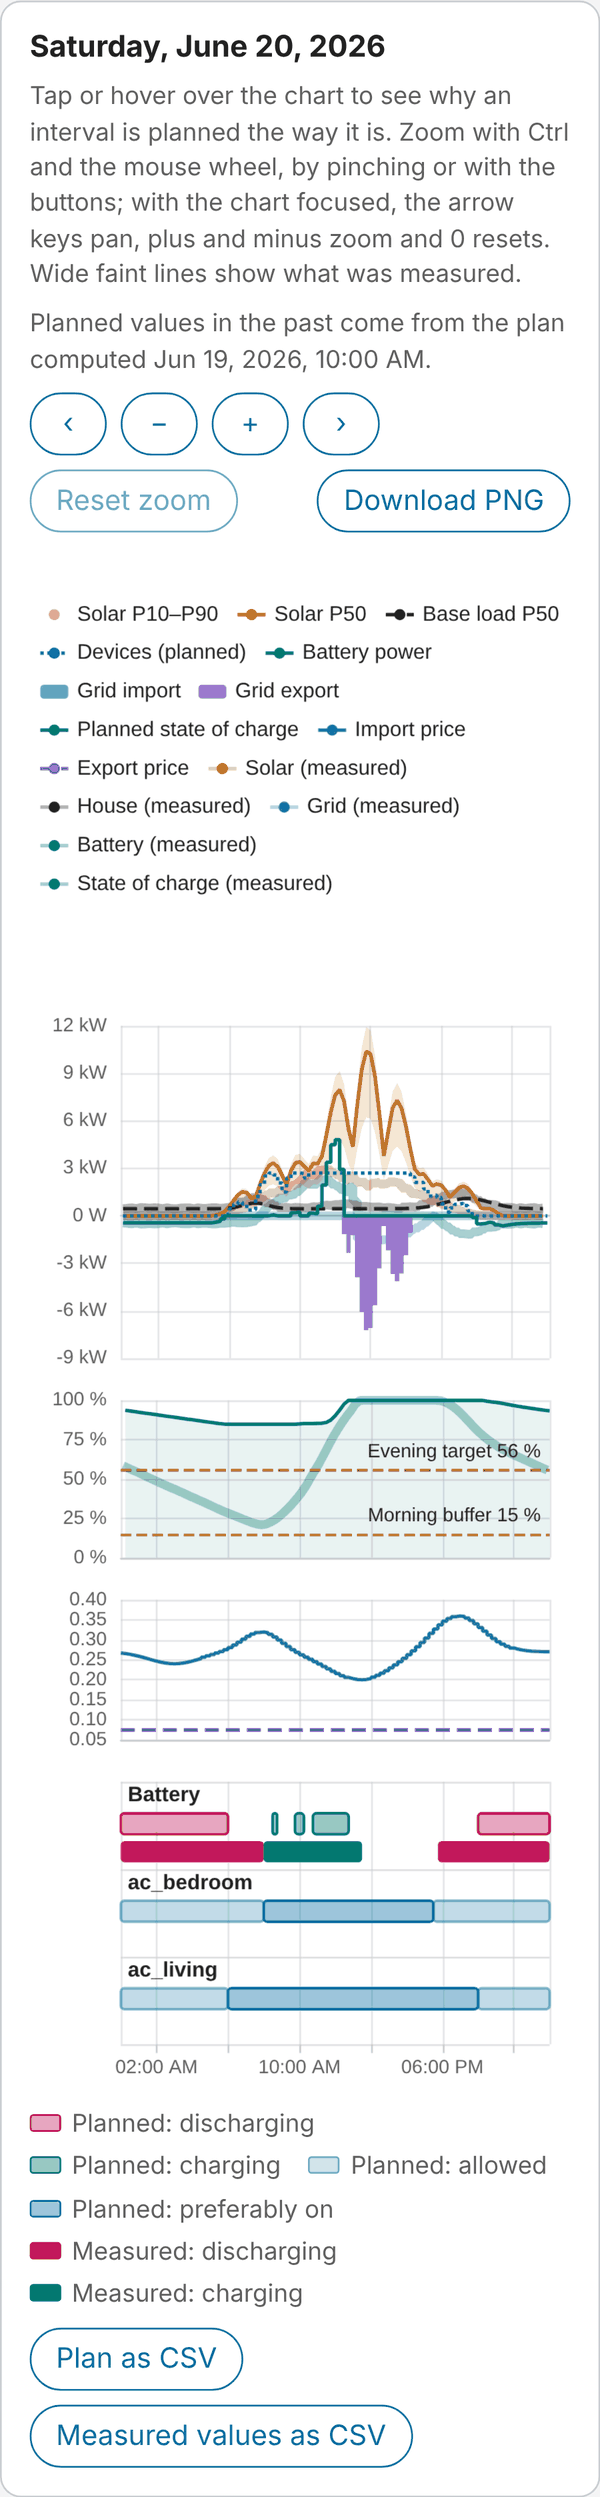 Saturday, June 20, 2026
Tap or hover over the chart to see why an
interval is planned the way it is. Zoom with Ctrl
and the mouse wheel, by pinching or with the
buttons; with the chart focused, the arrow
keys pan, plus and minus zoom and 0 resets.
Wide faint lines show what was measured.
Planned values in the past come from the plan
computed Jun 19, 2026, 10:00 AM.
‹ − + ›
Reset zoom Download PNG
Solar P10–P90 Solar P50 Base load P50
Devices (planned) Battery power
Grid import Grid export
Planned state of charge Import price
Export price Solar (measured)
House (measured) Grid (measured)
Battery (measured)
State of charge (measured)
12 kW
9 kW
6 kW
3 kW
0 W
-3 kW
-6 kW
-9 kW
100 %
75 %
Evening target 56 %
50 %
25 %
Morning buffer 15 %
0 %
0.40
0.35
0.30
0.25
0.20
0.15
0.10
0.05
Battery
ac_bedroom
ac_living
02:00 AM 10:00 AM 06:00 PM
Planned: discharging
Planned: charging Planned: allowed
Planned: preferably on
Measured: discharging
Measured: charging
Plan as CSV
Measured values as CSV